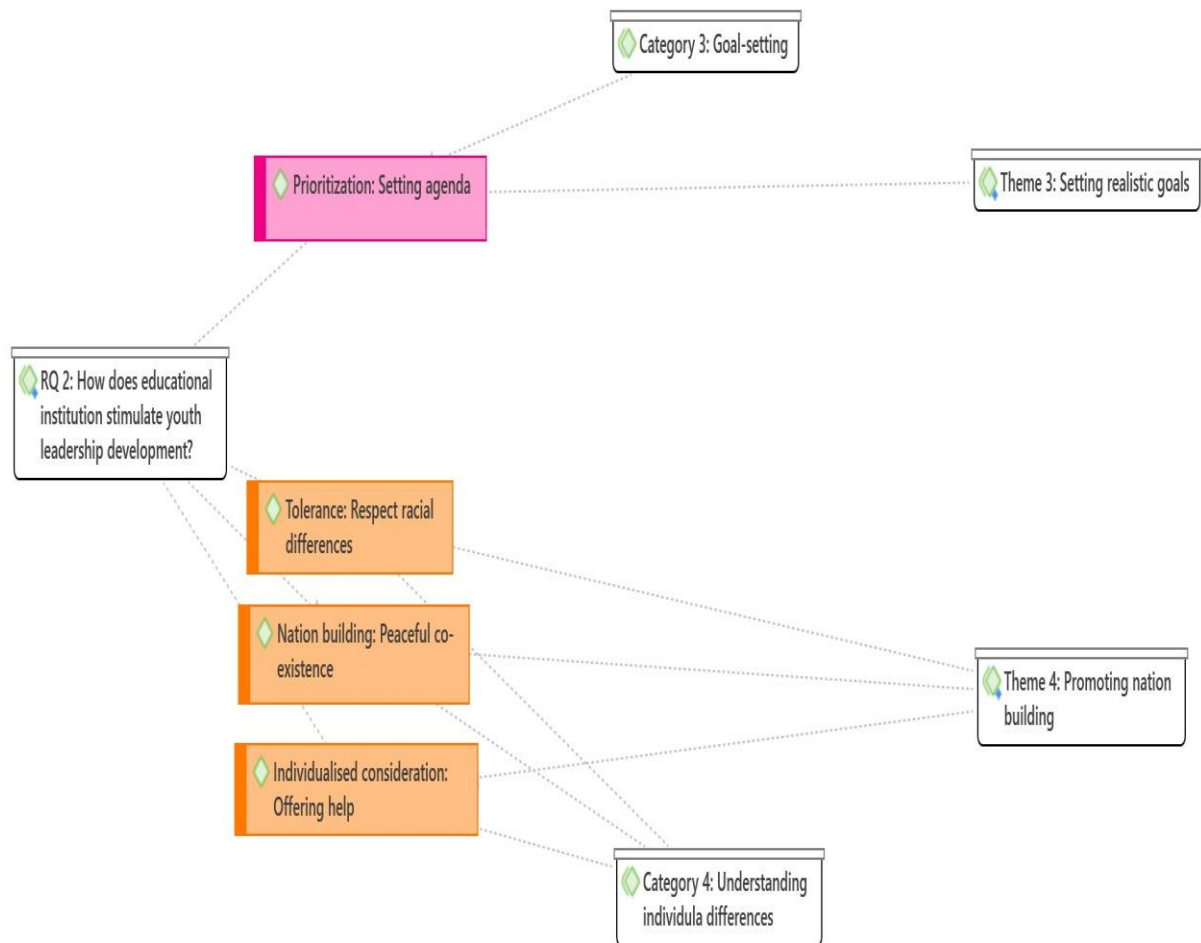 Category 3: Goal-setting
Prioritization: Setting agenda
Theme 3: Setting realistic goals
RQ 2: How does educational
institution stimulate youth
leadership development?
Tolerance: Respect racial
differences
Nation building: Peaceful co-
existence
Theme 4: Promoting nation
building
Individualised consideration:
Offering help
Category 4: Understanding
individula differences